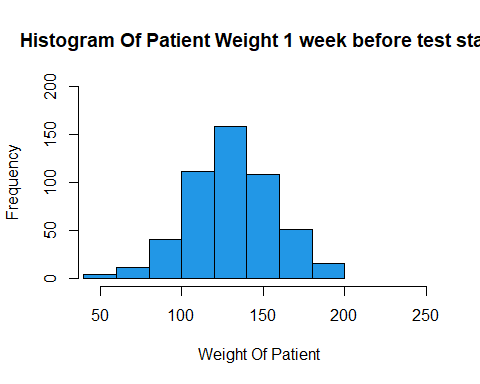 Histogram Of Patient Weight 1 week before test sta
200
150
100
50
0
Frequency
50 100 150 200 250
Weight Of Patient